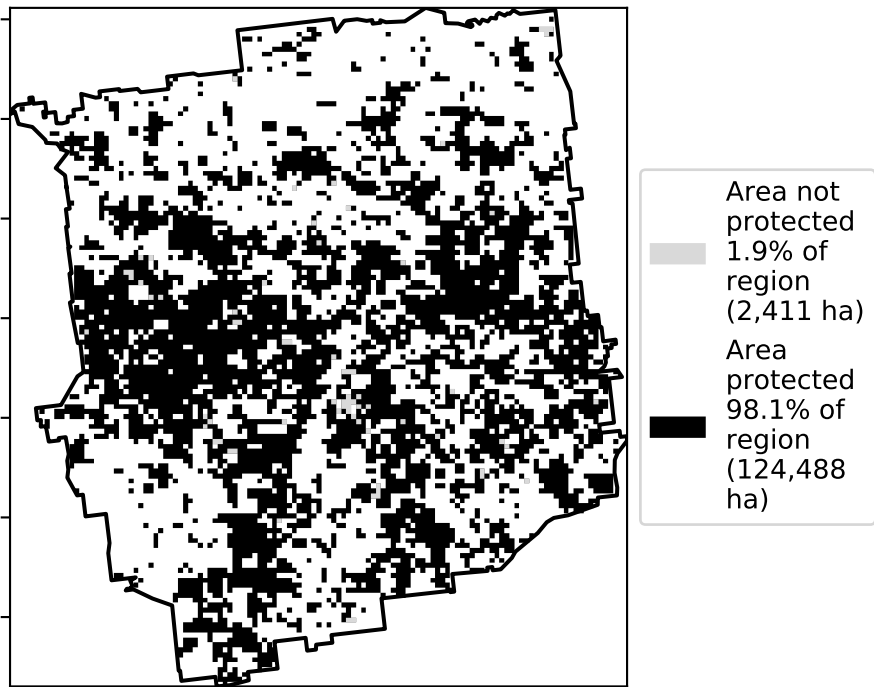 Area not
protected
1.9% of
region
(2,411 ha)
Area
protected
98.1% of
region
(124,488
ha)